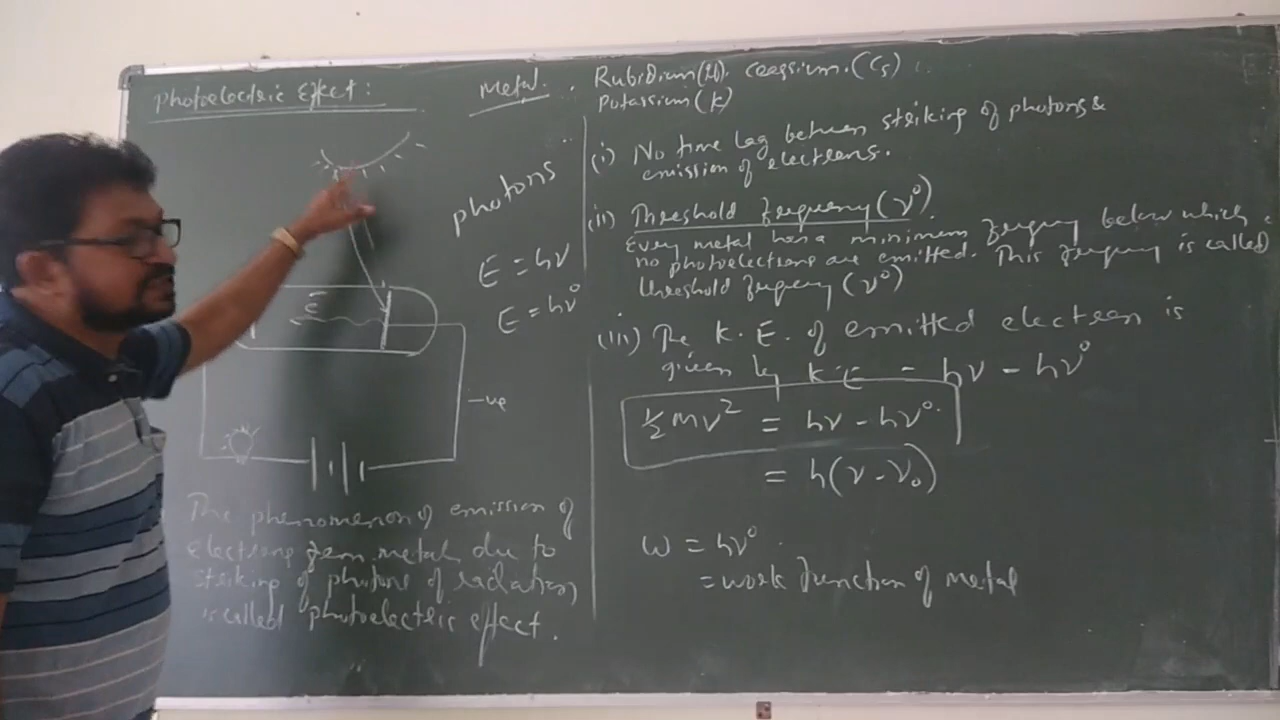 Photoelectric Effect:
Metal. Rubidium( ). Ceassium.(Cs)
Potassium(K)
photons
E = hν
E = hν°
e⁻
-ve
The phenomenon of emission of
electrons from metal due to
striking of photons of radiation,
is called photoelectric effect.
(i) No time lag between striking of photons &
emission of electrons.
(ii) Threshold frequency(ν°)
Every metal has a minimum frequency below which
no photoelectrons are emitted. This frequency is called
threshold frequency (ν°)
(iii) The K.E. of emitted electron is
given by K.E = hν - hν°
½mv² = hν - hν°.
= h(ν - ν₀)
ω = hν°
= work function of metal